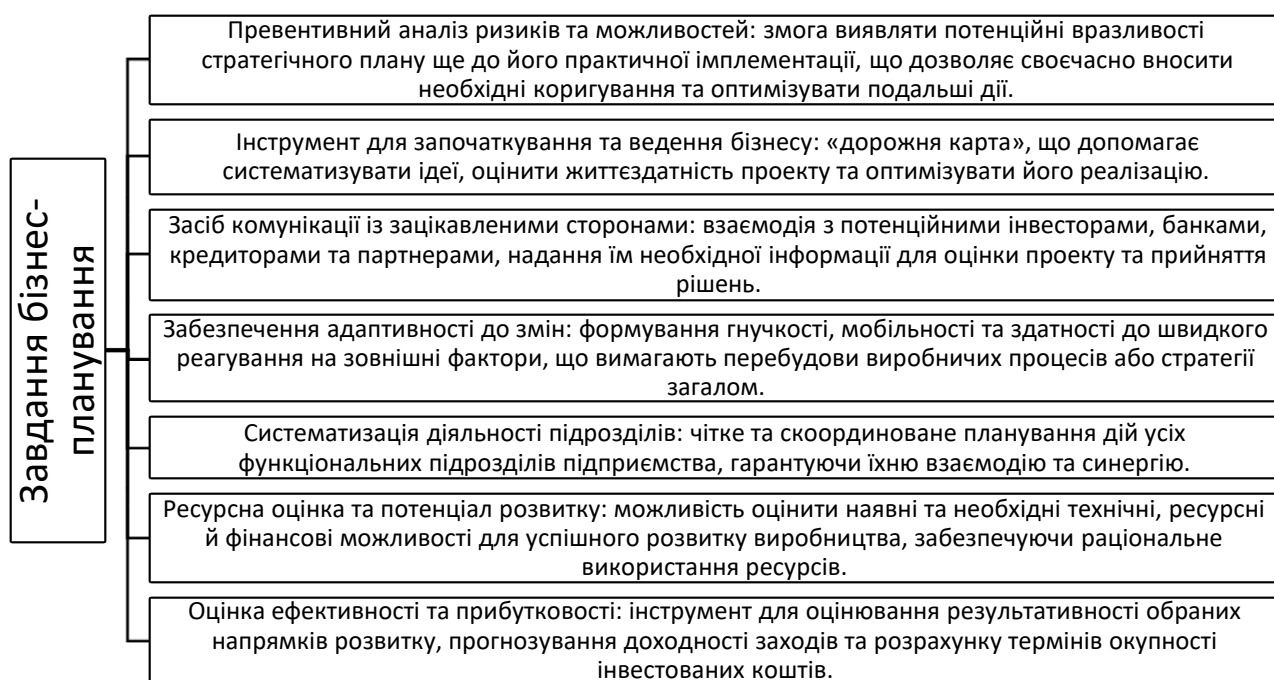 Завдання бізнес-
планування
Превентивний аналіз ризиків та можливостей: змога виявляти потенційні вразливості
стратегічного плану ще до його практичної імплементації, що дозволяє своєчасно вносити
необхідні коригування та оптимізувати подальші дії.
Інструмент для започаткування та ведення бізнесу: «дорожня карта», що допомагає
систематизувати ідеї, оцінити життєздатність проекту та оптимізувати його реалізацію.
Засіб комунікації із зацікавленими сторонами: взаємодія з потенційними інвесторами, банками,
кредиторами та партнерами, надання їм необхідної інформації для оцінки проекту та прийняття
рішень.
Забезпечення адаптивності до змін: формування гнучкості, мобільності та здатності до швидкого
реагування на зовнішні фактори, що вимагають перебудови виробничих процесів або стратегії
загалом.
Систематизація діяльності підрозділів: чітке та скоординоване планування дій усіх
функціональних підрозділів підприємства, гарантуючи їхню взаємодію та синергію.
Ресурсна оцінка та потенціал розвитку: можливість оцінити наявні та необхідні технічні, ресурсні
й фінансові можливості для успішного розвитку виробництва, забезпечуючи раціональне
використання ресурсів.
Оцінка ефективності та прибутковості: інструмент для оцінювання результативності обраних
напрямків розвитку, прогнозування доходності заходів та розрахунку термінів окупності
інвестованих коштів.